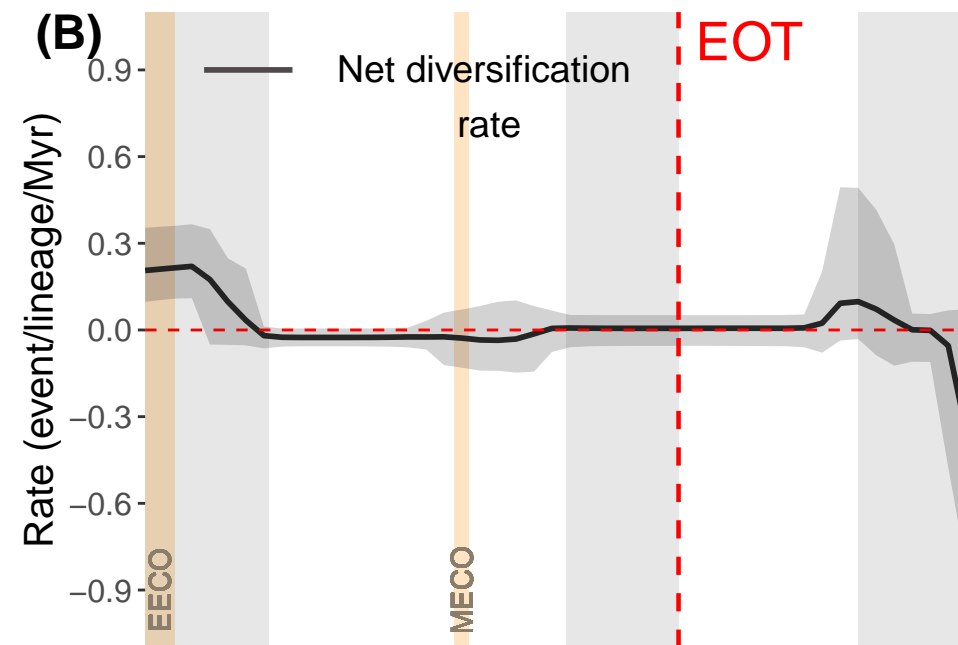 (B)
EOT
Net diversification
rate
Rate (event/lineage/Myr)
0.9
0.6
0.3
0.0
−0.3
−0.6
−0.9
EECO
MECO